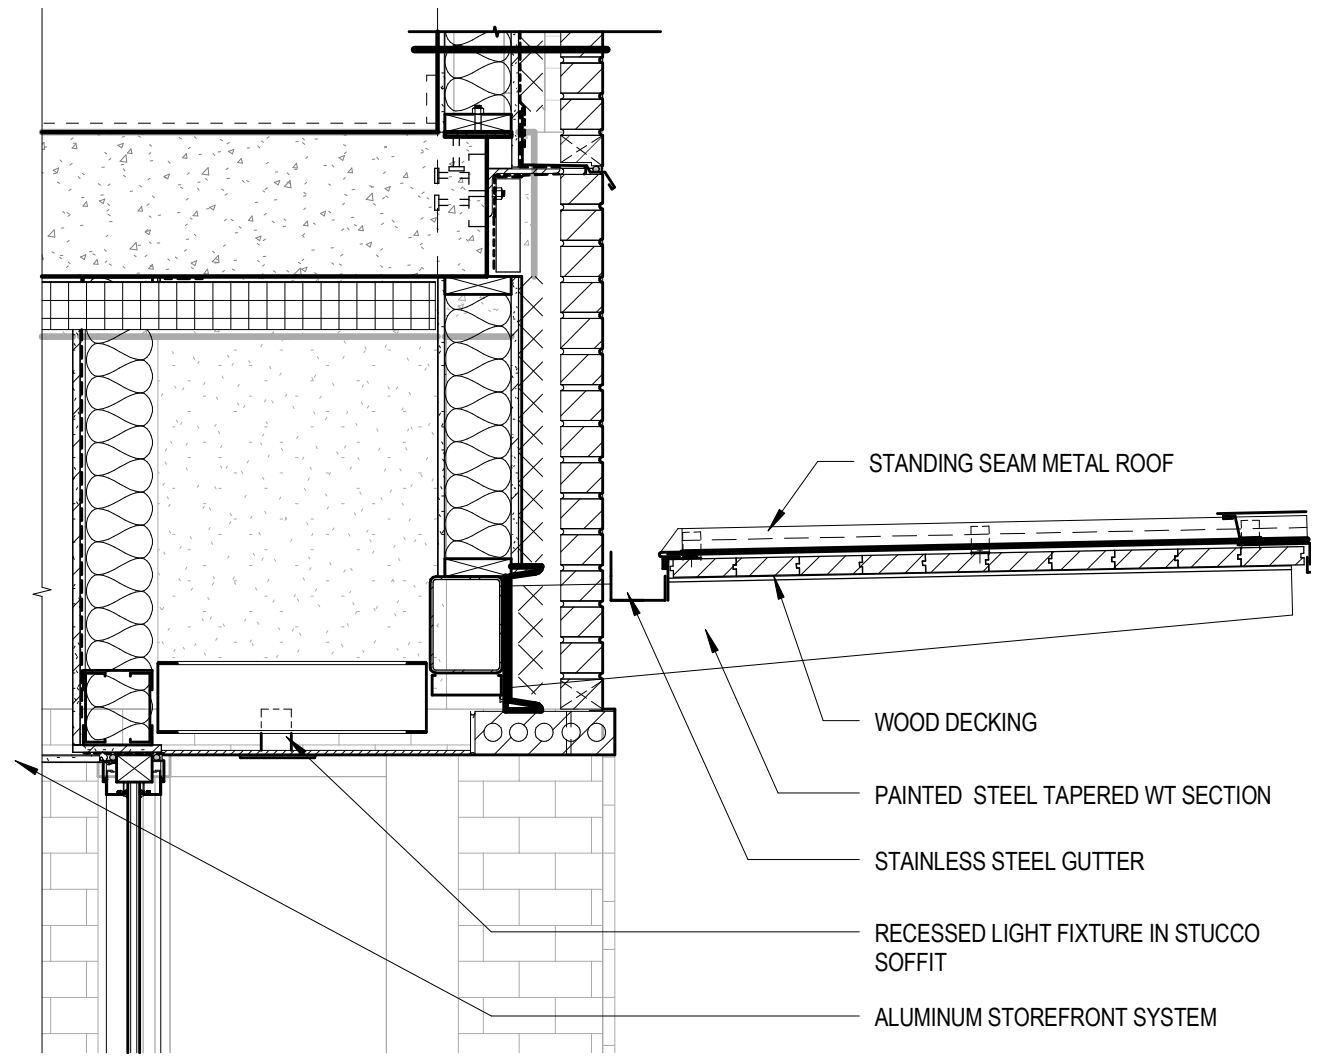 STANDING SEAM METAL ROOF
WOOD DECKING
PAINTED  STEEL TAPERED WT SECTION
STAINLESS STEEL GUTTER
RECESSED LIGHT FIXTURE IN STUCCO
SOFFIT
ALUMINUM STOREFRONT SYSTEM